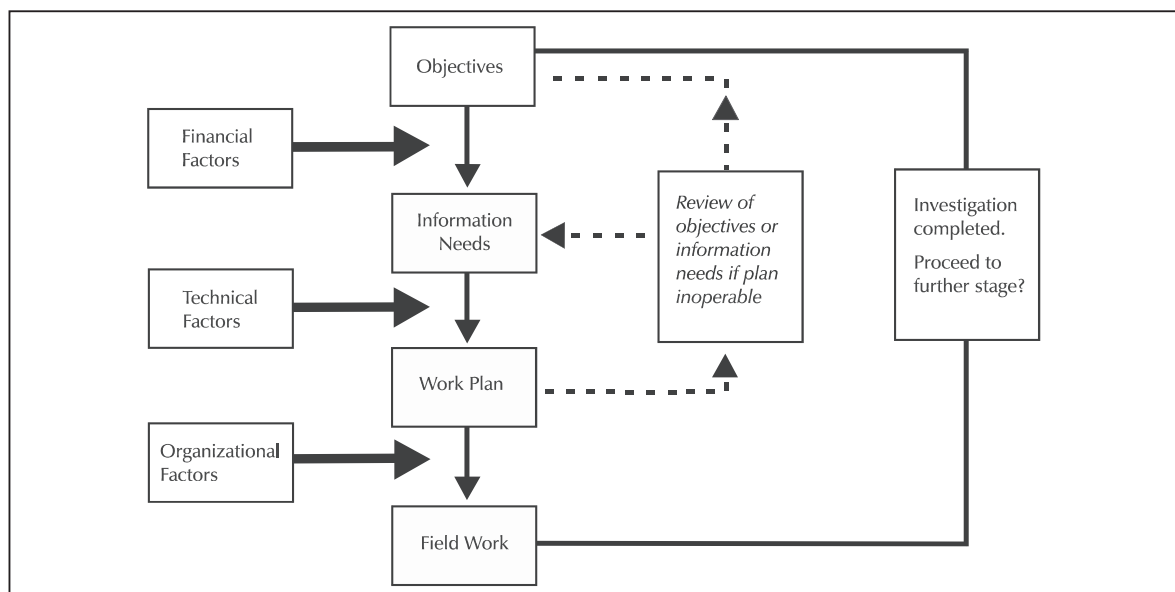 Objectives
Financial
Factors
Information
Needs
Review of
objectives or
information
needs if plan
inoperable
Investigation
completed.
Proceed to
further stage?
Technical
Factors
Work Plan
Organizational
Factors
Field Work